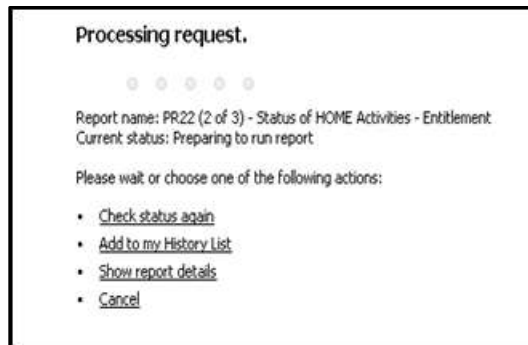 Processing request.
Report name: PR22 (2 of 3) - Status of HOME Activities - Entitlement
Current status: Preparing to run report
Please wait or choose one of the following actions:
• Check status again
• Add to my History List
• Show report details
• Cancel